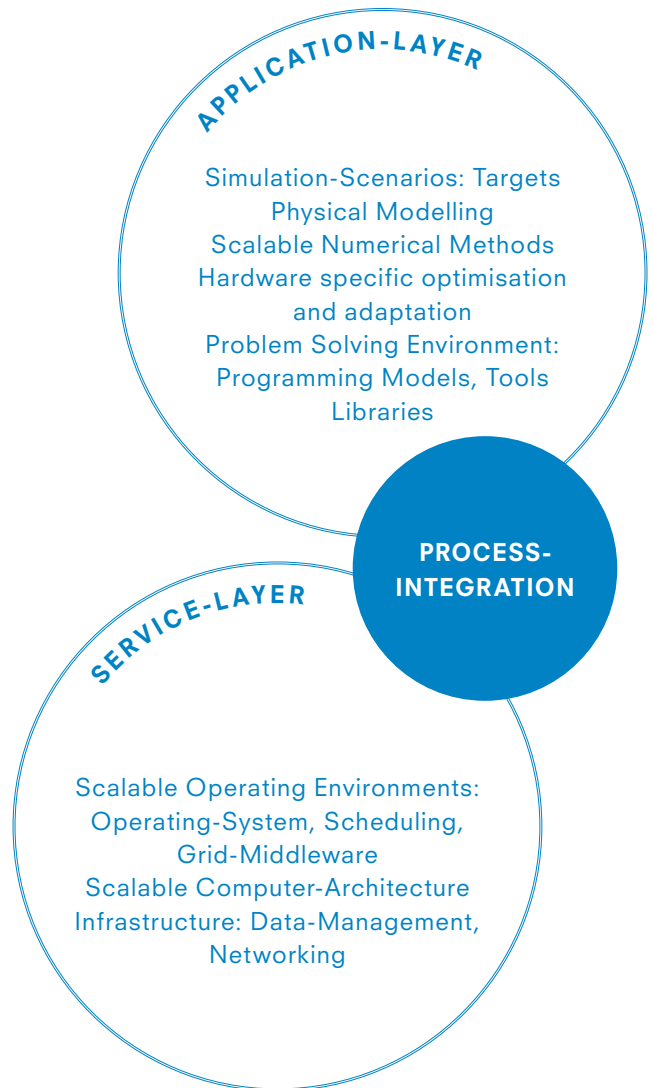 APPLICATION-LAYER
Simulation-Scenarios: Targets
Physical Modelling
Scalable Numerical Methods
Hardware specific optimisation
and adaptation
Problem Solving Environment:
Programming Models, Tools
Libraries
PROCESS-
INTEGRATION
SERVICE-LAYER
Scalable Operating Environments:
Operating-System, Scheduling,
Grid-Middleware
Scalable Computer-Architecture
Infrastructure: Data-Management,
Networking